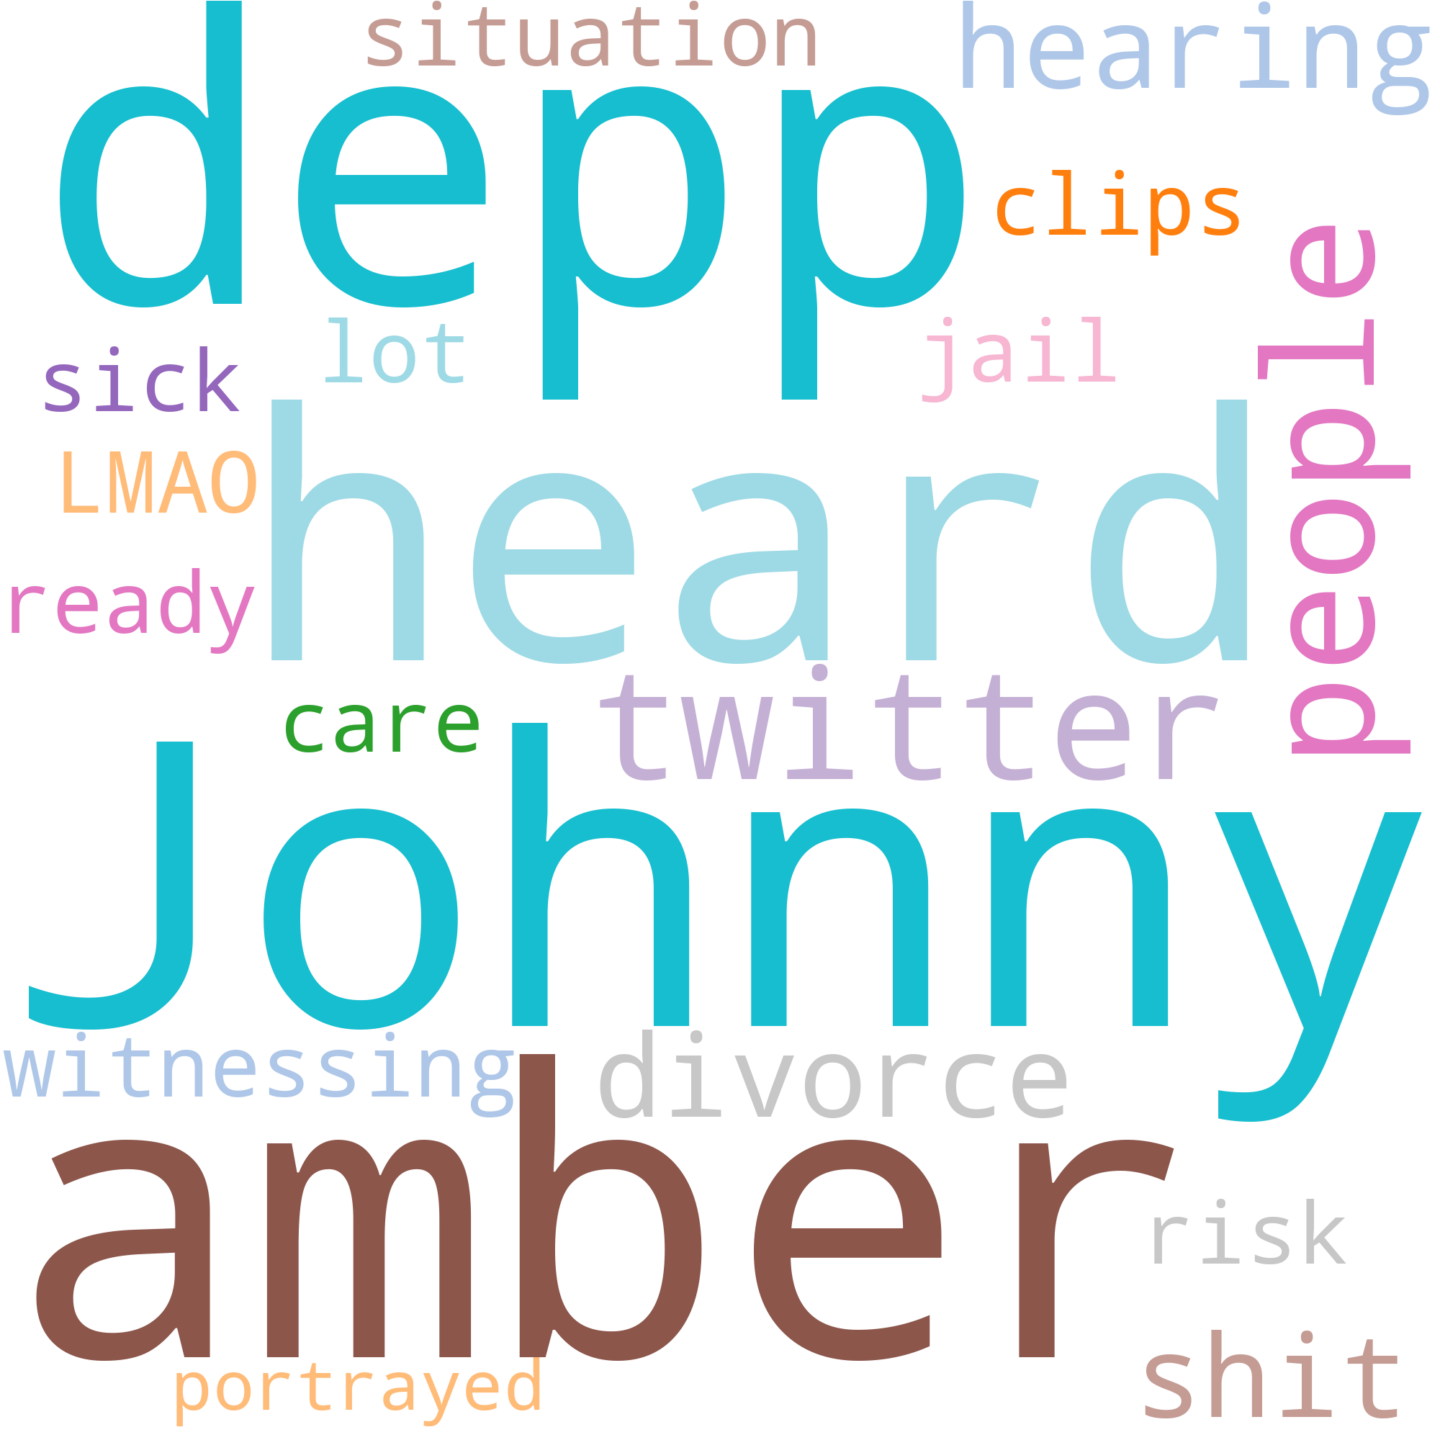 situation
hearing
depp
clips
people
sick
lot
jail
LMAO
heard
ready
care
twitter
Johnny
witnessing
divorce
amber
risk
shit
portrayed